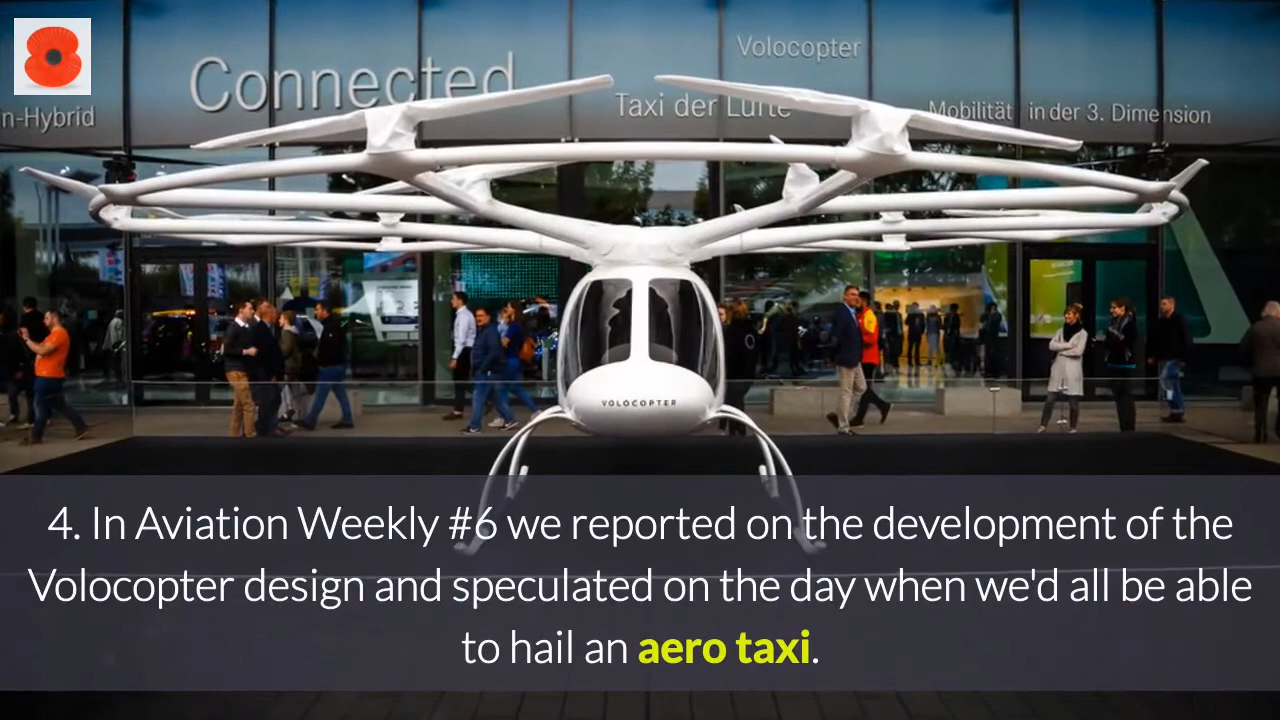 Volocopter
Connected
Taxi der Lüfte
Mobilität in der 3. Dimension
n-Hybrid
VOLOCOPTER
4. In Aviation Weekly #6 we reported on the development of the
Volocopter design and speculated on the day when we'd all be able
to hail an aero taxi.